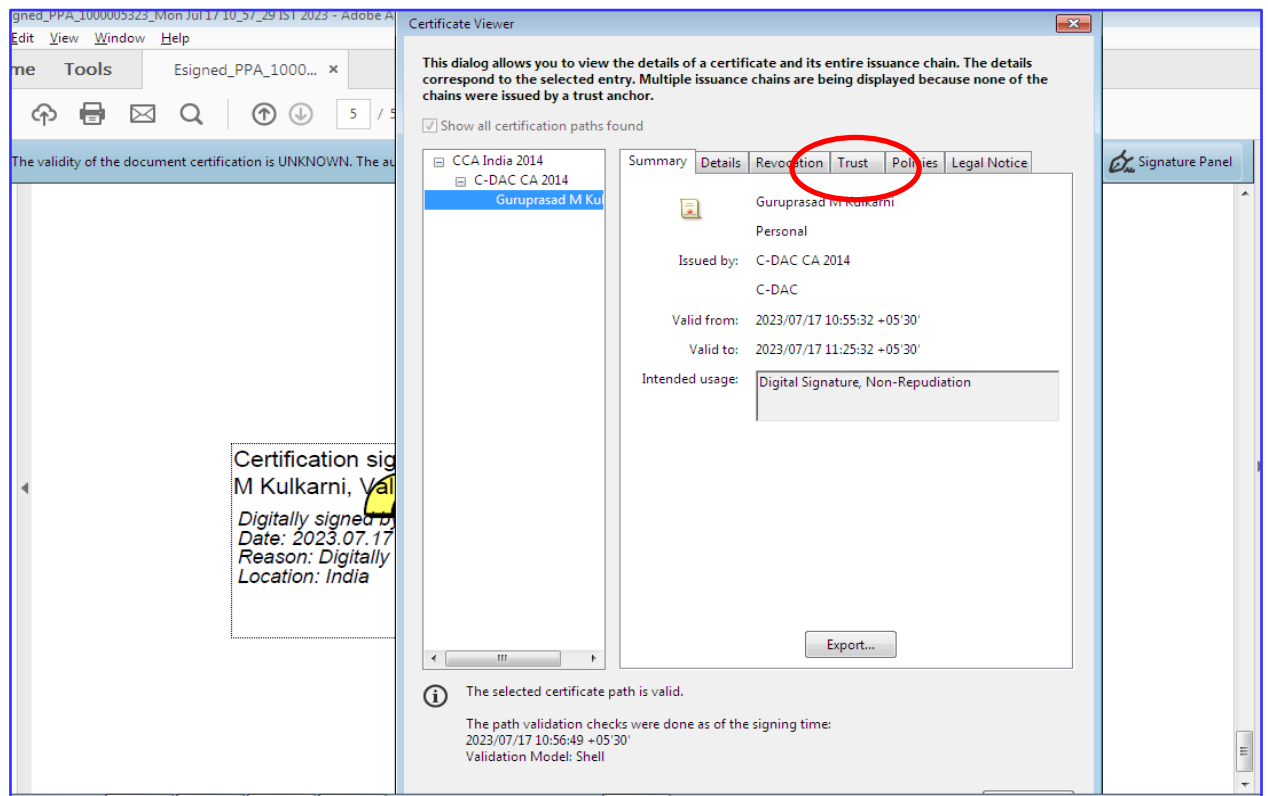 gned_PPA_1000005323_Mon Jul 17 10_57_29 IST 2023 - Adobe A
Edit View Window Help
me Tools Esigned_PPA_1000... ×
5 / 5
The validity of the document certification is UNKNOWN. The au
Signature Panel
Certification sig
M Kulkarni, Val
Digitally signed by
Date: 2023.07.17
Reason: Digitally
Location: India
Certificate Viewer
This dialog allows you to view the details of a certificate and its entire issuance chain. The details
correspond to the selected entry. Multiple issuance chains are being displayed because none of the
chains were issued by a trust anchor.
Show all certification paths found
CCA India 2014
C-DAC CA 2014
Guruprasad M Kul
Summary Details Revocation Trust Policies Legal Notice
Guruprasad M Kulkarni
Personal
Issued by: C-DAC CA 2014
C-DAC
Valid from: 2023/07/17 10:55:32 +05'30'
Valid to: 2023/07/17 11:25:32 +05'30'
Intended usage: Digital Signature, Non-Repudiation
Export...
The selected certificate path is valid.
The path validation checks were done as of the signing time:
2023/07/17 10:56:49 +05'30'
Validation Model: Shell